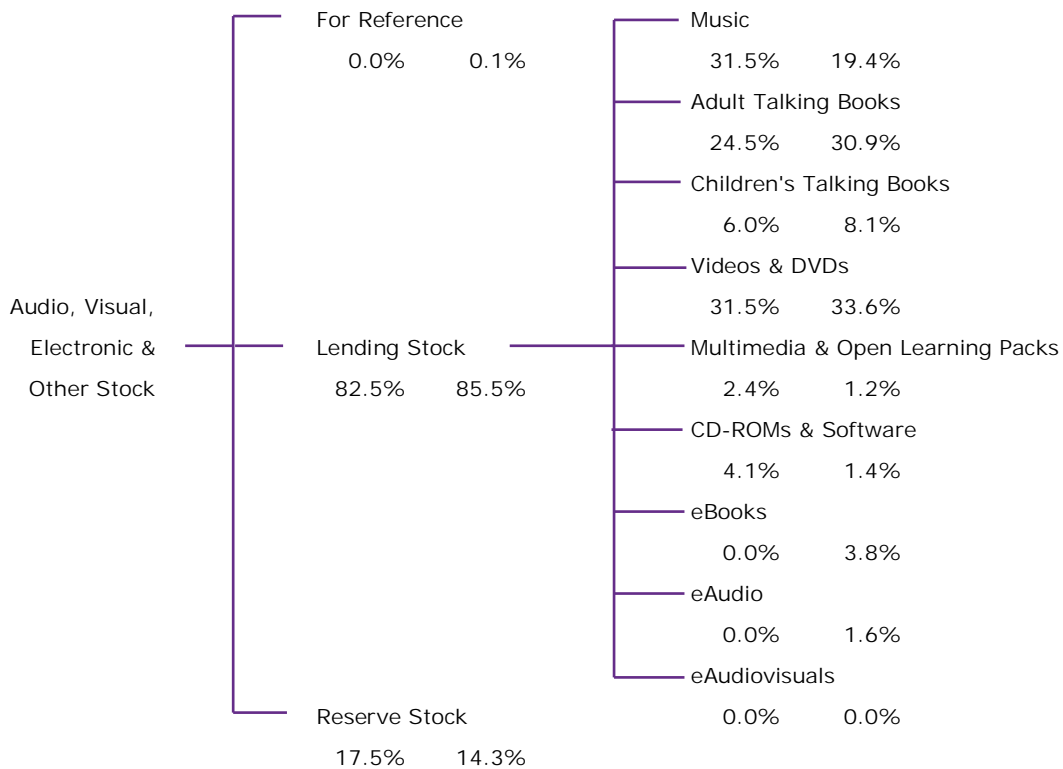 For Reference
0.0% 0.1%
Audio, Visual,
Electronic &
Other Stock
Lending Stock
82.5% 85.5%
Reserve Stock
17.5% 14.3%
Music
31.5% 19.4%
Adult Talking Books
24.5% 30.9%
Children's Talking Books
6.0% 8.1%
Videos & DVDs
31.5% 33.6%
Multimedia & Open Learning Packs
2.4% 1.2%
CD-ROMs & Software
4.1% 1.4%
eBooks
0.0% 3.8%
eAudio
0.0% 1.6%
eAudiovisuals
0.0% 0.0%